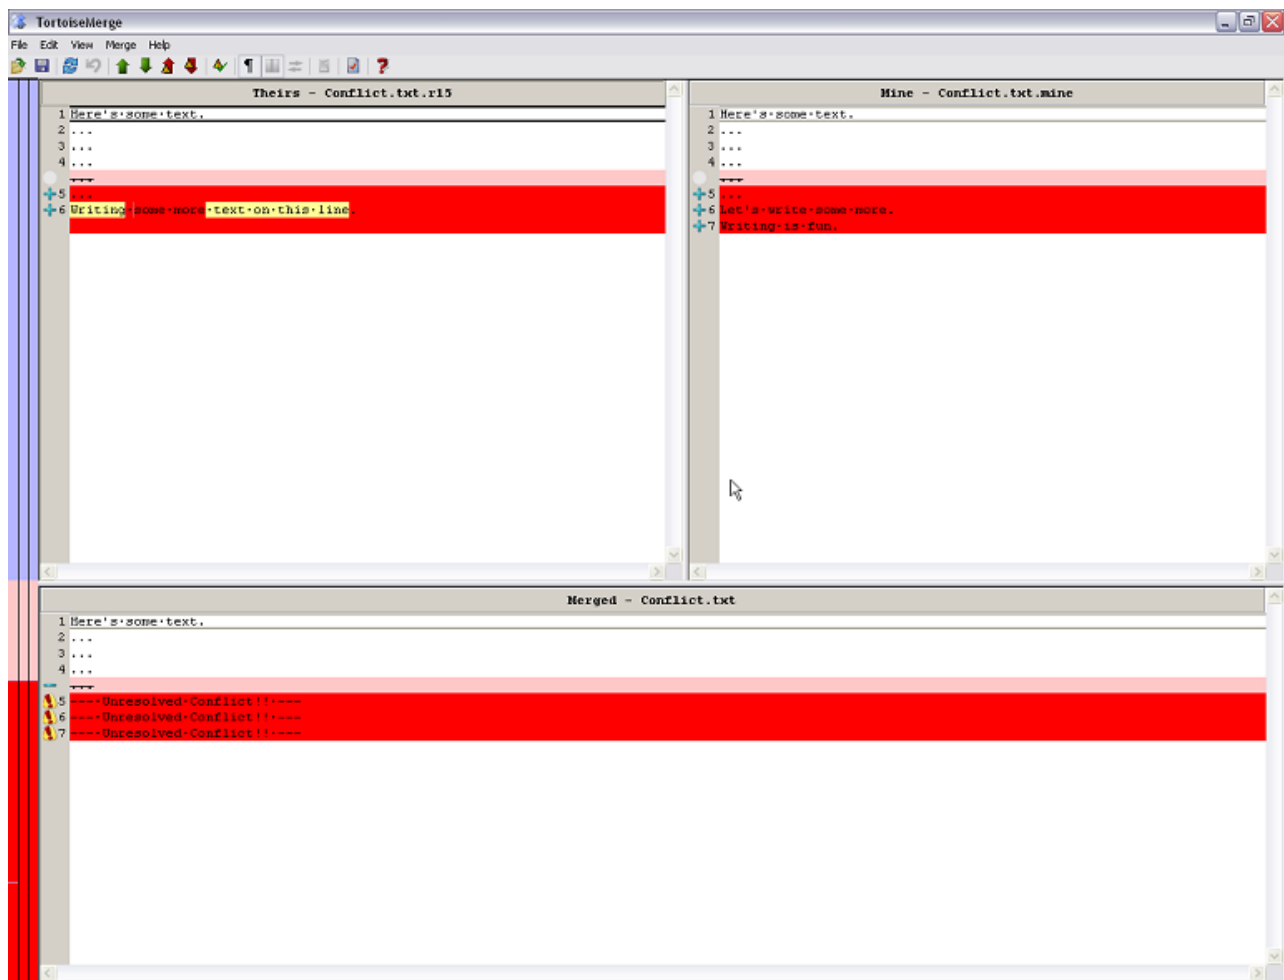 TortoiseMerge
File Edit View Merge Help
Theirs - Conflict.txt.r15
1 Here's·some·text.
2 ...
3 ...
4 ...
...
5 ...
6 Writing·some·more·text·on·this·line.
Mine - Conflict.txt.mine
1 Here's·some·text.
2 ...
3 ...
4 ...
...
5 ...
6 Let's·write·some·more.
7 Writing·is·fun.
Merged - Conflict.txt
1 Here's·some·text.
2 ...
3 ...
4 ...
...
5 ----Unresolved·Conflict!!·---
6 ----Unresolved·Conflict!!·---
7 ----Unresolved·Conflict!!·---